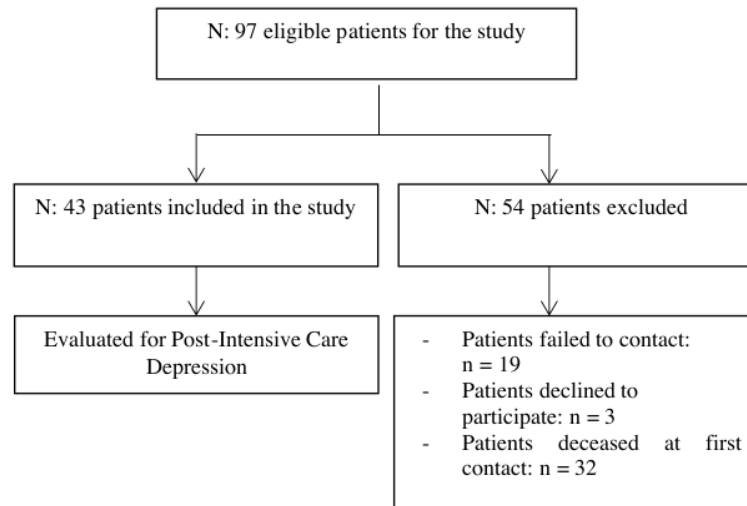 N: 97 eligible patients for the study
N: 43 patients included in the study
N: 54 patients excluded
Evaluated for Post-Intensive Care
Depression
- Patients failed to contact:
n = 19
- Patients declined to
participate: n = 3
- Patients deceased at first
contact: n = 32